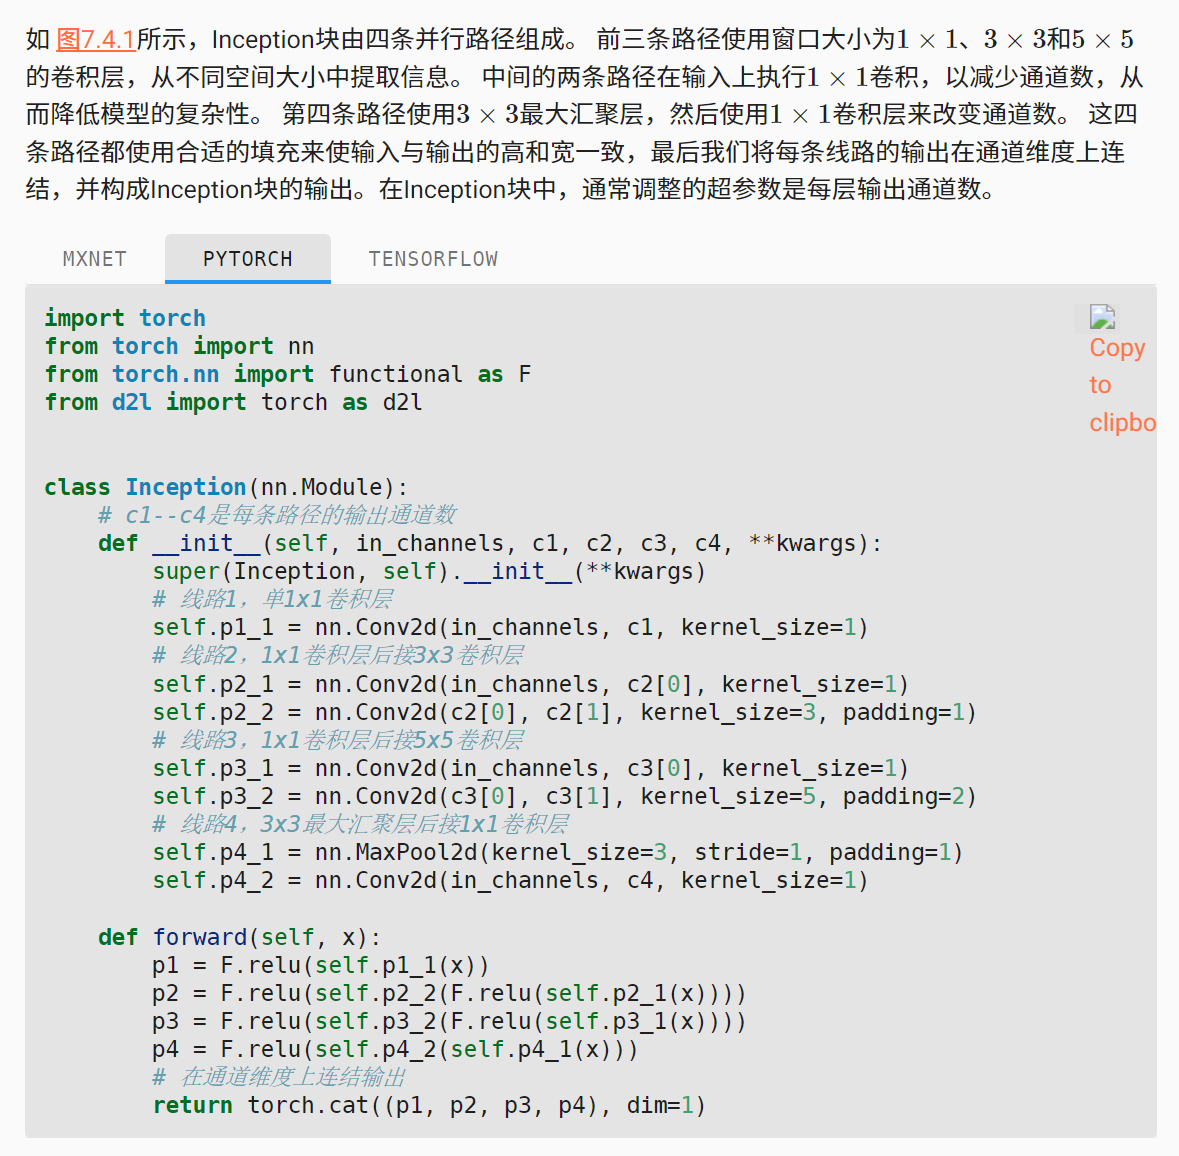 如 图7.4.1所示，Inception块由四条并行路径组成。 前三条路径使用窗口大小为1 × 1、3 × 3和5 × 5
的卷积层，从不同空间大小中提取信息。 中间的两条路径在输入上执行1 × 1卷积，以减少通道数，从
而降低模型的复杂性。 第四条路径使用3 × 3最大汇聚层，然后使用1 × 1卷积层来改变通道数。 这四
条路径都使用合适的填充来使输入与输出的高和宽一致，最后我们将每条线路的输出在通道维度上连
结，并构成Inception块的输出。在Inception块中，通常调整的超参数是每层输出通道数。
MXNET PYTORCH TENSORFLOW
import torch
from torch import nn
from torch.nn import functional as F
from d2l import torch as d2l
Copy
to
clipbo
class Inception(nn.Module):
    # c1--c4是每条路径的输出通道数
    def __init__(self, in_channels, c1, c2, c3, c4, **kwargs):
        super(Inception, self).__init__(**kwargs)
        # 线路1，单1x1卷积层
        self.p1_1 = nn.Conv2d(in_channels, c1, kernel_size=1)
        # 线路2，1x1卷积层后接3x3卷积层
        self.p2_1 = nn.Conv2d(in_channels, c2[0], kernel_size=1)
        self.p2_2 = nn.Conv2d(c2[0], c2[1], kernel_size=3, padding=1)
        # 线路3，1x1卷积层后接5x5卷积层
        self.p3_1 = nn.Conv2d(in_channels, c3[0], kernel_size=1)
        self.p3_2 = nn.Conv2d(c3[0], c3[1], kernel_size=5, padding=2)
        # 线路4，3x3最大汇聚层后接1x1卷积层
        self.p4_1 = nn.MaxPool2d(kernel_size=3, stride=1, padding=1)
        self.p4_2 = nn.Conv2d(in_channels, c4, kernel_size=1)
    def forward(self, x):
        p1 = F.relu(self.p1_1(x))
        p2 = F.relu(self.p2_2(F.relu(self.p2_1(x))))
        p3 = F.relu(self.p3_2(F.relu(self.p3_1(x))))
        p4 = F.relu(self.p4_2(self.p4_1(x)))
        # 在通道维度上连结输出
        return torch.cat((p1, p2, p3, p4), dim=1)